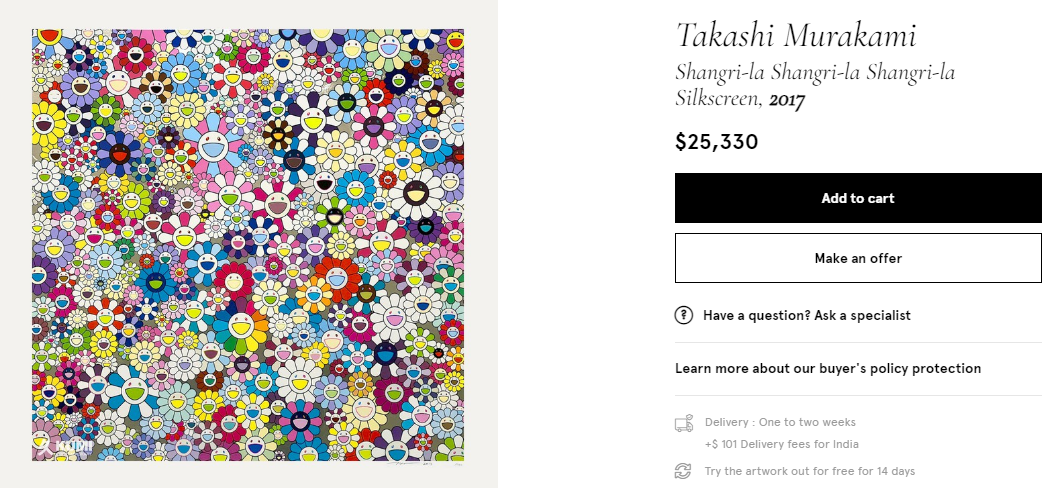 Takashi Murakami
Shangri-la Shangri-la Shangri-la
Silkscreen, 2017
$25,330
Add to cart
Make an offer
? Have a question? Ask a specialist
Learn more about our buyer's policy protection
Delivery : One to two weeks
+$ 101 Delivery fees for India
Try the artwork out for free for 14 days